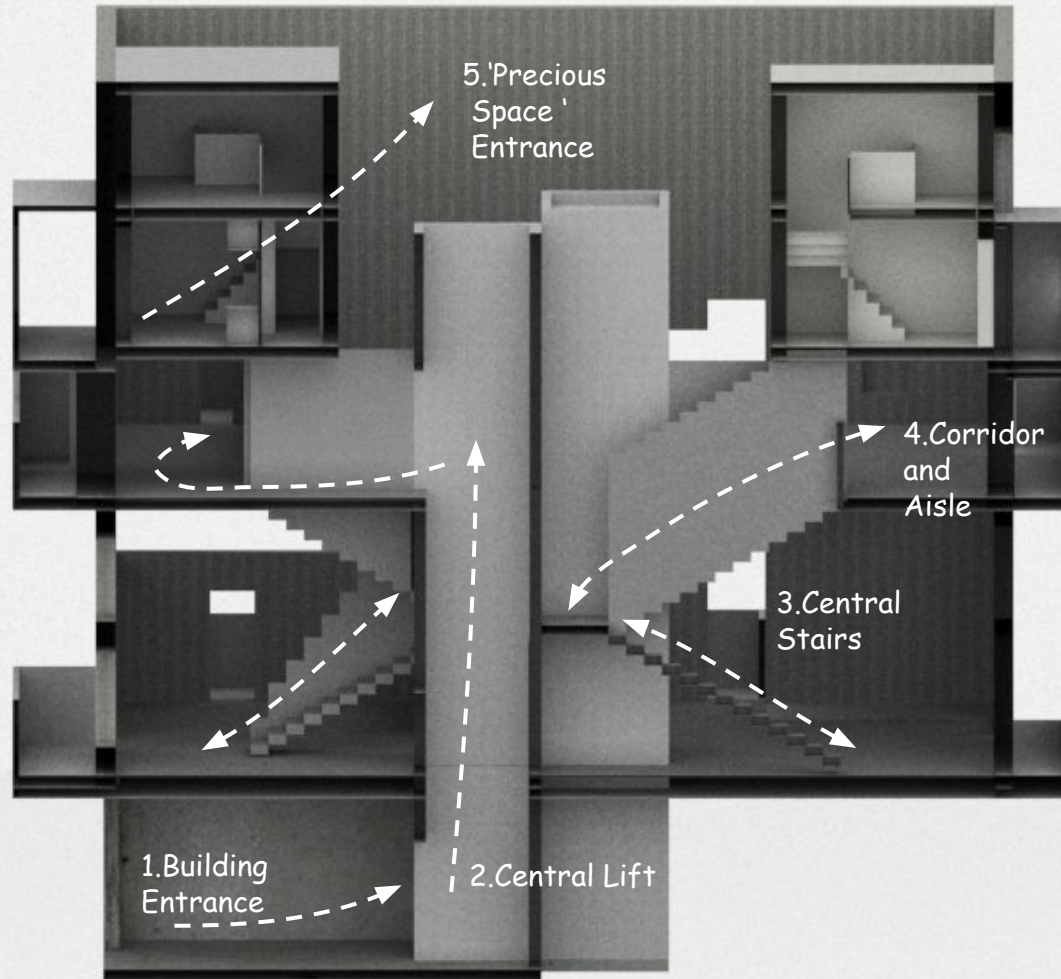 5.‘Precious
Space ‘
Entrance
4.Corridor
and
Aisle
3.Central
Stairs
1.Building
Entrance
2.Central Lift